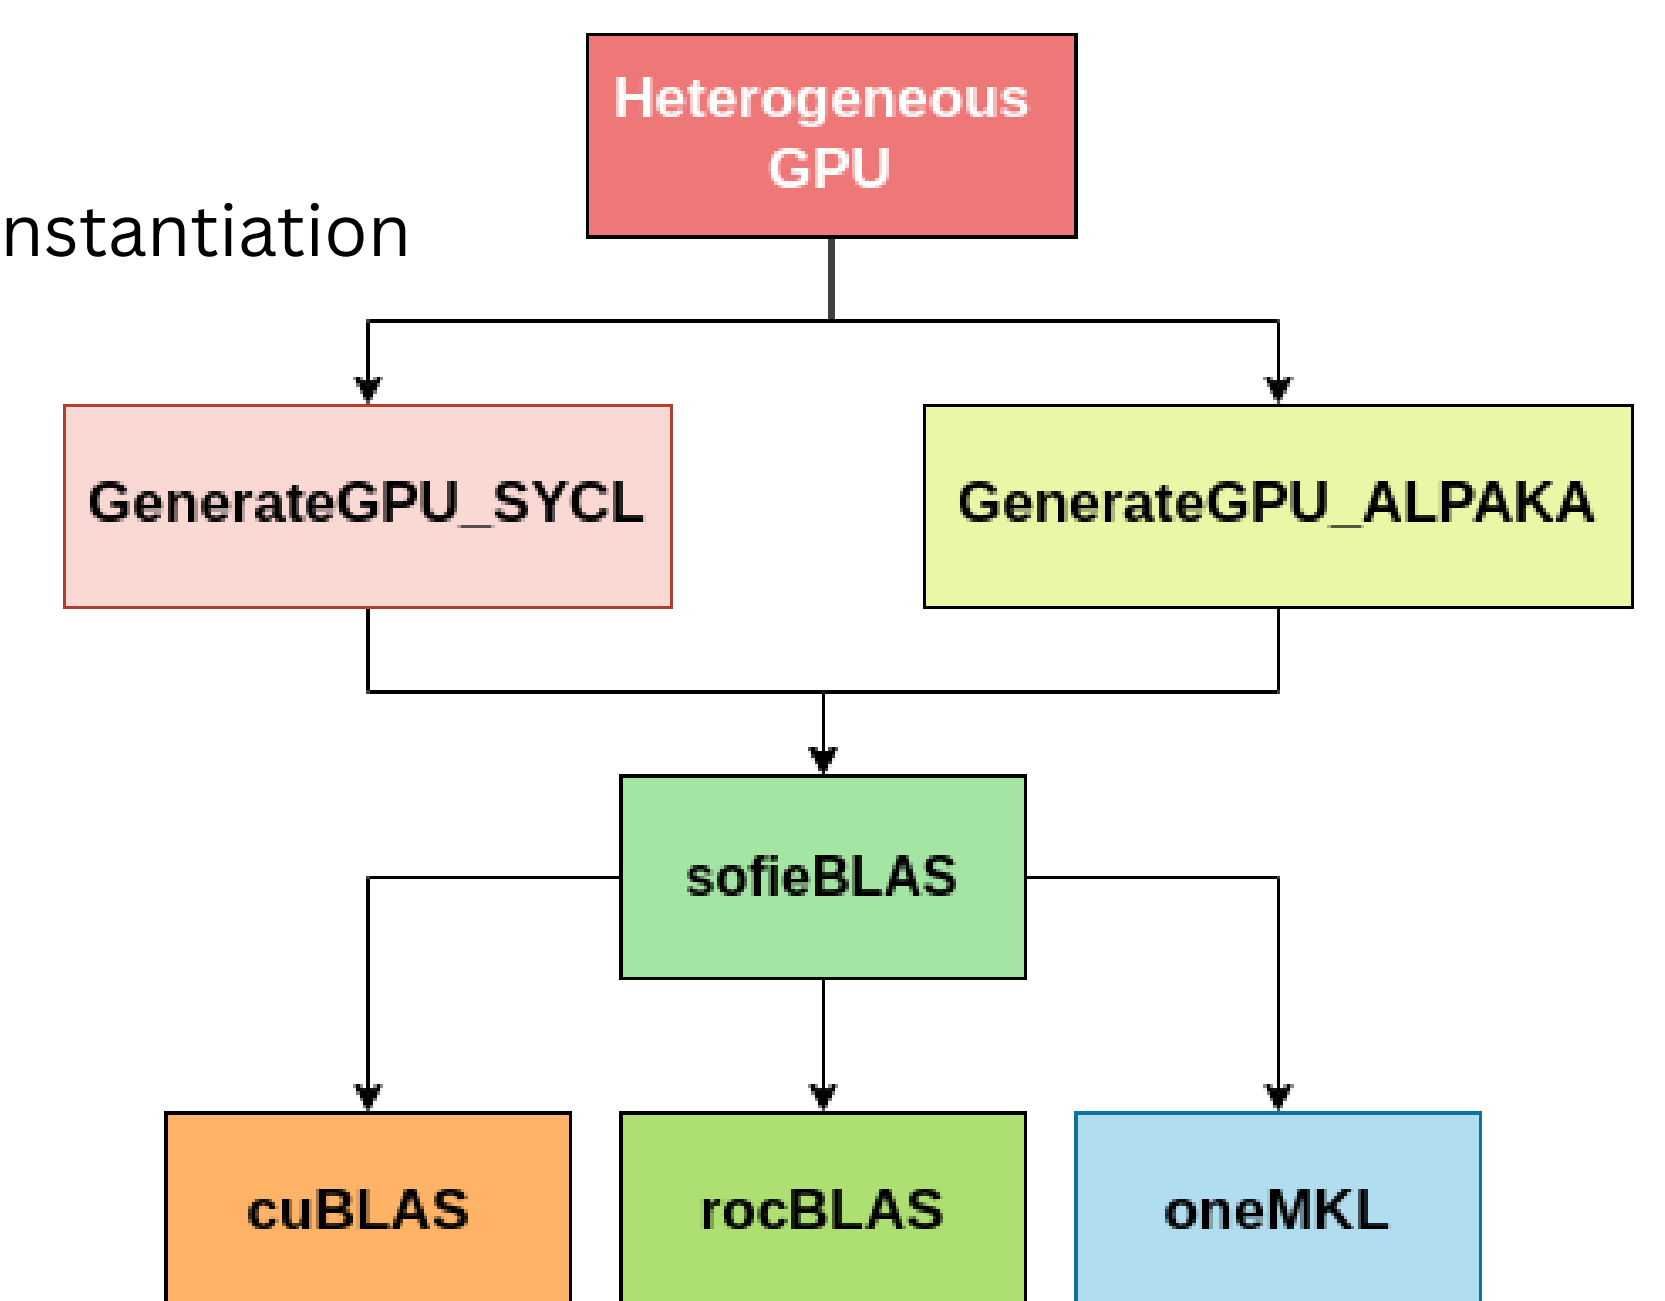 Heterogeneous
GPU
nstantiation
GenerateGPU_SYCL
GenerateGPU_ALPAKA
sofieBLAS
cuBLAS
rocBLAS
oneMKL